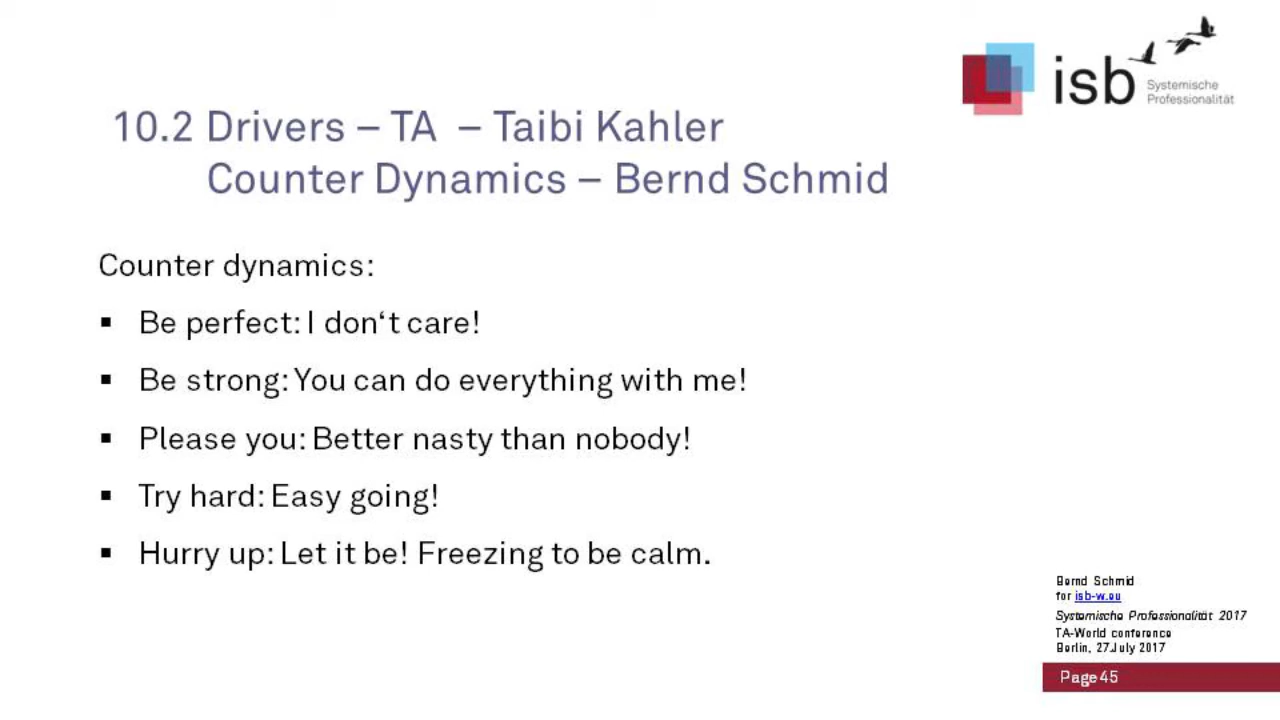 isb
Systemische
Professionalität
10.2 Drivers – TA – Taibi Kahler
Counter Dynamics – Bernd Schmid
Counter dynamics:
▪ Be perfect: I don‘t care!
▪ Be strong: You can do everything with me!
▪ Please you: Better nasty than nobody!
▪ Try hard: Easy going!
▪ Hurry up: Let it be! Freezing to be calm.
Bernd Schmid
for isb-w.eu
Systemische Professionalität 2017
TA-World conference
Berlin, 27.July 2017
Page 45